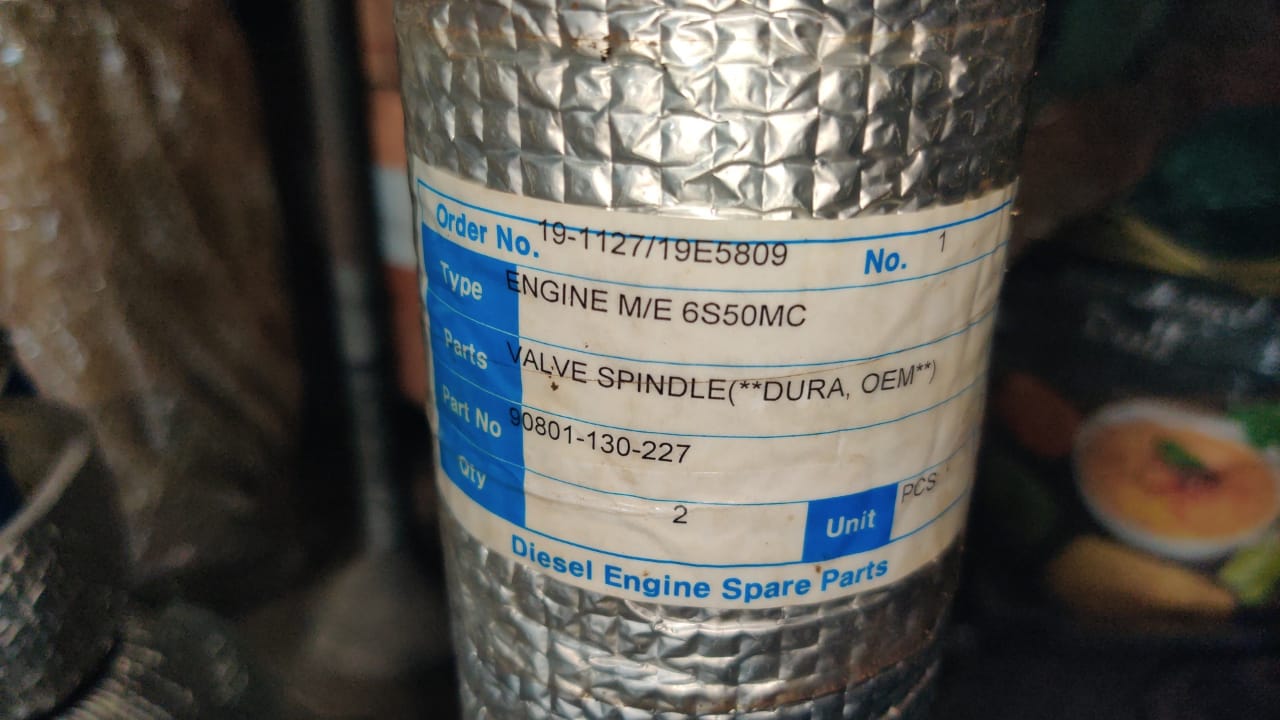 Order No. 19-1127/19E5809 No. 1
Type ENGINE M/E 6S50MC
Parts VALVE SPINDLE(**DURA, OEM**)
Part No 90801-130-227
Qty 2 Unit PCS
Diesel Engine Spare Parts